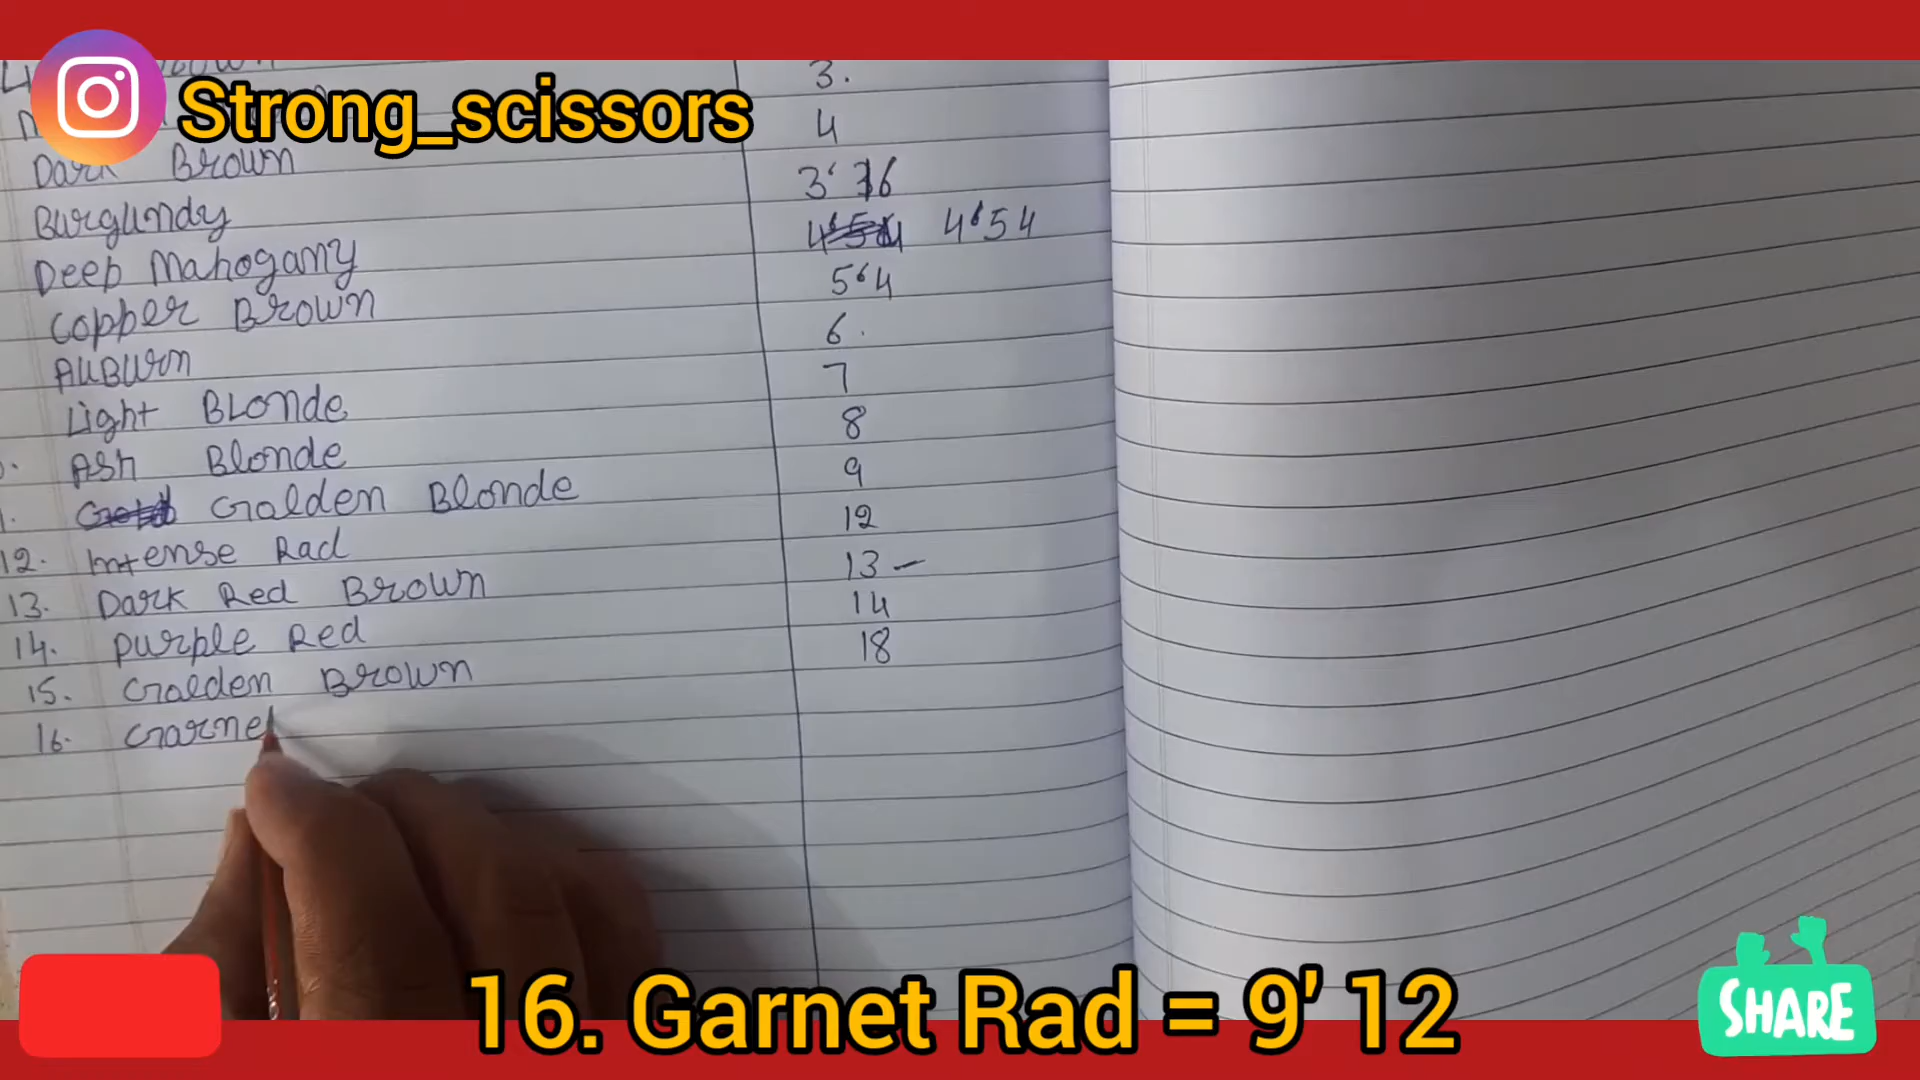 3.
Strong_scissors
4
Dark Brown 3' 76
Burgundy 4'54 4'54
Deep Mahogany 5'4
Copper Brown 6.
AUBUrn 7
Light BLonde 8
Ash Blonde 9
Golden Blonde 12
12. Intense Rad 13 –
13. Dark Red Brown 14
14. Purple Red 18
15. Golden Brown
16. Garne
16. Garnet Rad = 9' 12
SHARE